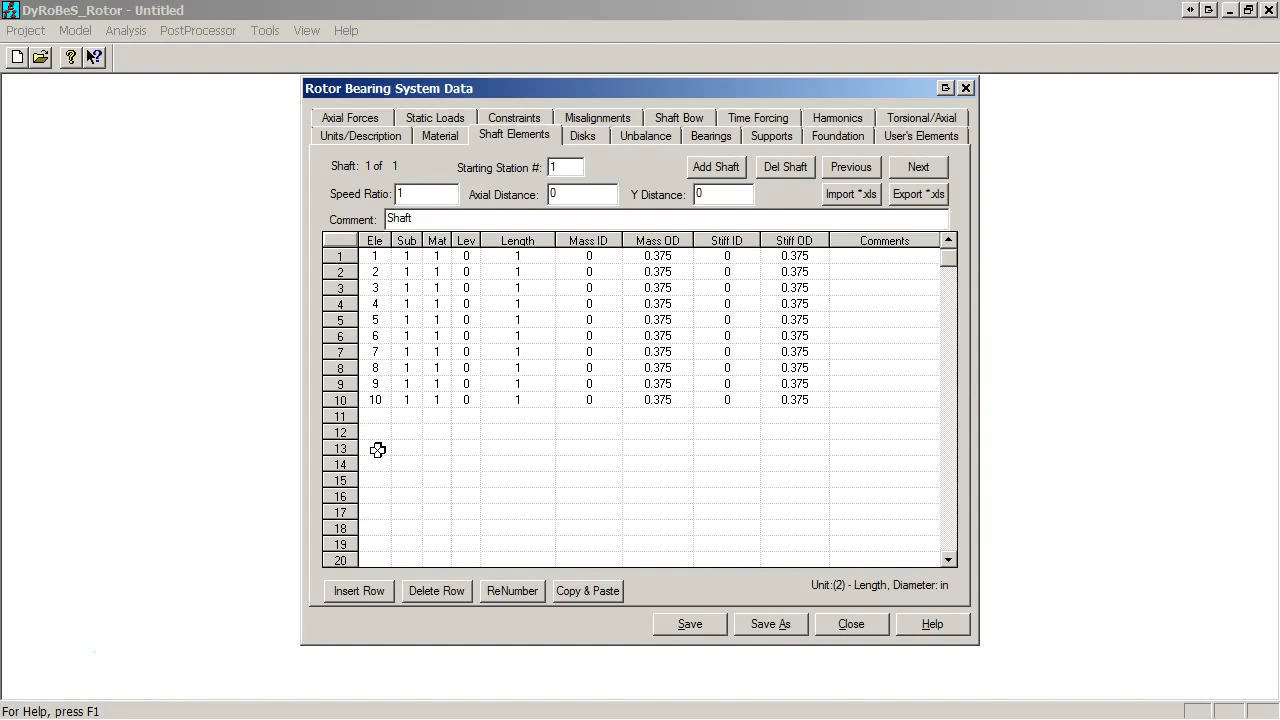 DyRoBeS_Rotor - Untitled
Project Model Analysis PostProcessor Tools View Help
Rotor Bearing System Data
Axial Forces Static Loads Constraints Misalignments Shaft Bow Time Forcing Harmonics Torsional/Axial
Units/Description Material Shaft Elements Disks Unbalance Bearings Supports Foundation User's Elements
Shaft: 1 of 1 Starting Station #: 1 Add Shaft Del Shaft Previous Next
Speed Ratio: 1 Axial Distance: 0 Y Distance: 0 Import *.xls Export *.xls
Comment: Shaft
Ele Sub Mat Lev Length Mass ID Mass OD Stiff ID Stiff OD Comments
1 1 1 1 0 1 0 0.375 0 0.375
2 2 1 1 0 1 0 0.375 0 0.375
3 3 1 1 0 1 0 0.375 0 0.375
4 4 1 1 0 1 0 0.375 0 0.375
5 5 1 1 0 1 0 0.375 0 0.375
6 6 1 1 0 1 0 0.375 0 0.375
7 7 1 1 0 1 0 0.375 0 0.375
8 8 1 1 0 1 0 0.375 0 0.375
9 9 1 1 0 1 0 0.375 0 0.375
10 10 1 1 0 1 0 0.375 0 0.375
11
12
13
14
15
16
17
18
19
20
Insert Row Delete Row ReNumber Copy & Paste Unit:(2) - Length, Diameter: in
Save Save As Close Help
For Help, press F1